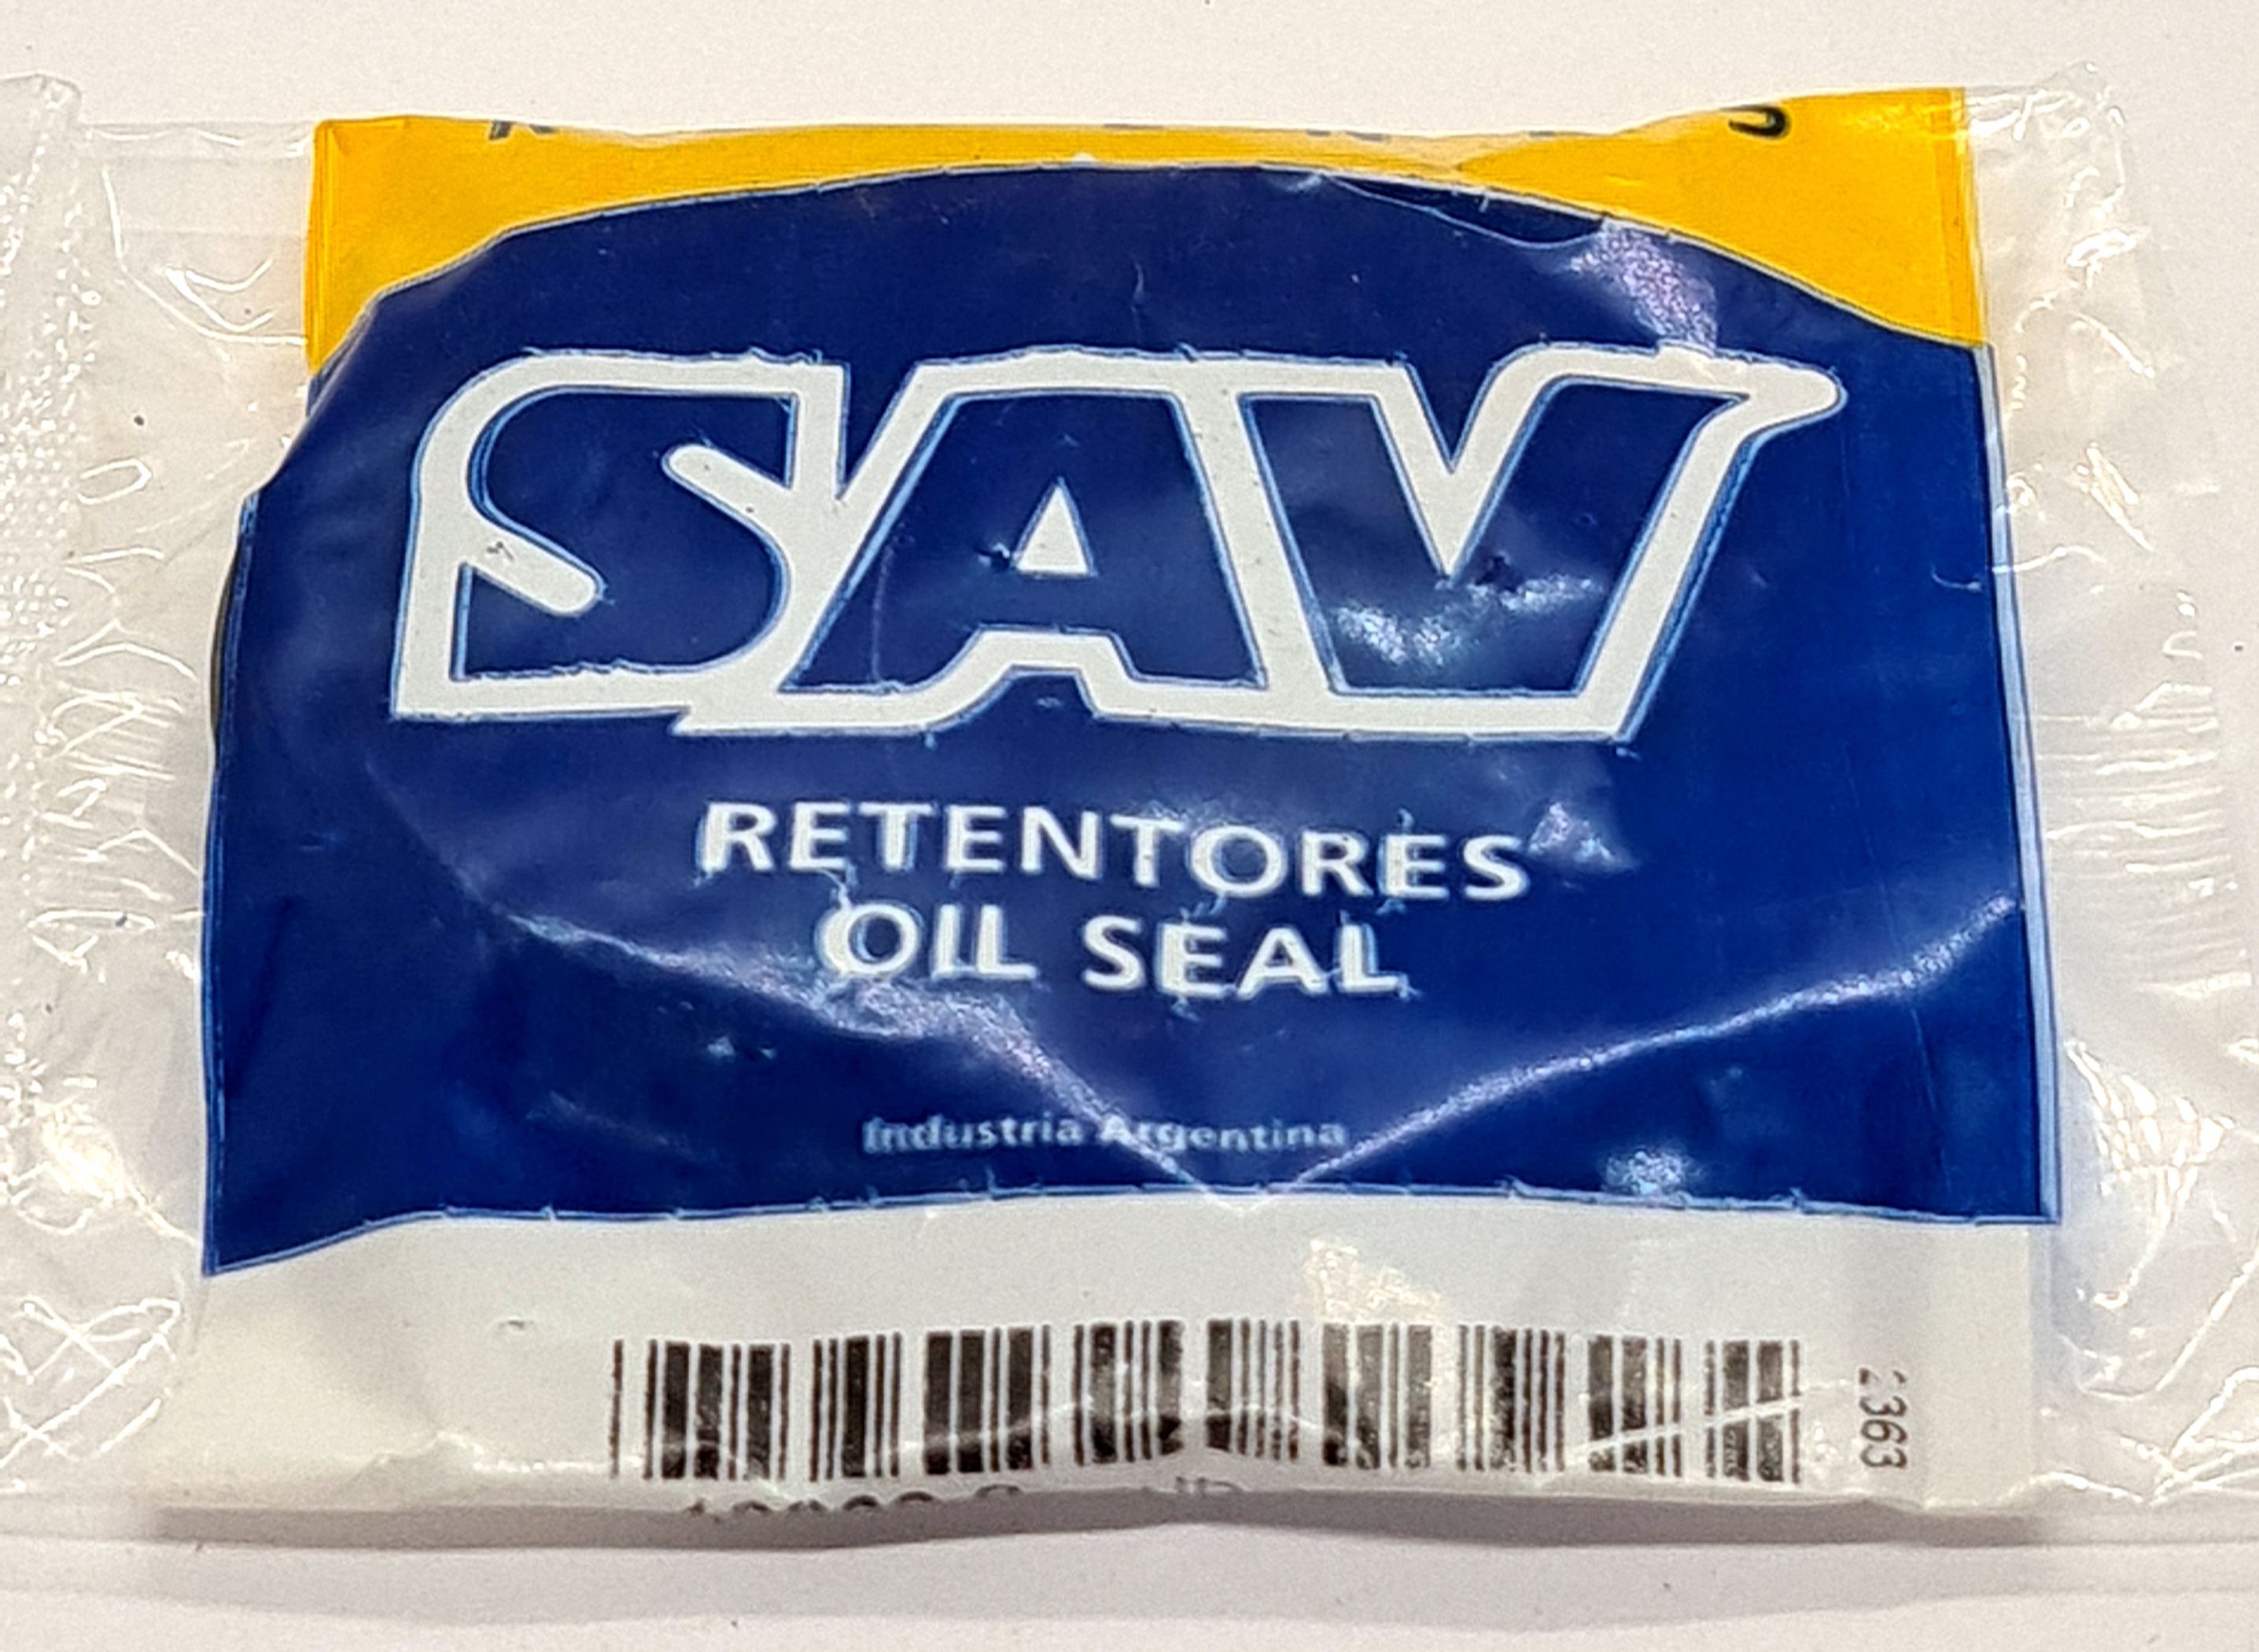 SAV
RETENTORES
OIL SEAL
Industria Argentina